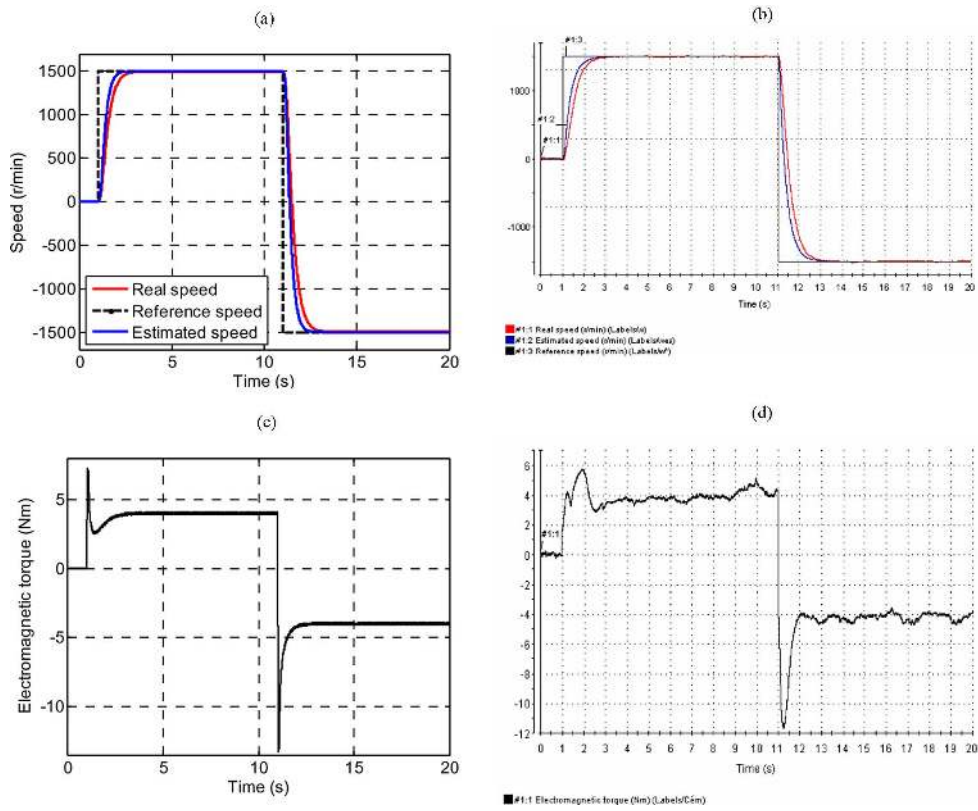 (a)
1500
1000
500
0
-500
-1000
-1500
Speed (r/min)
Real speed
Reference speed
Estimated speed
0 5 10 15 20
Time (s)
(b)
#1:3
#1:2
#1:1
1000
0
-1000
0 1 2 3 4 5 6 7 8 9 10 11 12 13 14 15 16 17 18 19 20
Time (s)
#1:1 Real speed (r/min) (Labels/w)
#1:2 Estimated speed (r/min) (Labels/wes)
#1:3 Reference speed (r/min) (Labels/w*)
(c)
5
0
-5
-10
Electromagnetic torque (Nm)
0 5 10 15 20
Time (s)
(d)
6
4
2
0
-2
-4
-6
-8
-10
-12
#1:1
0 1 2 3 4 5 6 7 8 9 10 11 12 13 14 15 16 17 18 19 20
Time (s)
#1:1 Electromagnetic torque (Nm) (Labels/Cém)